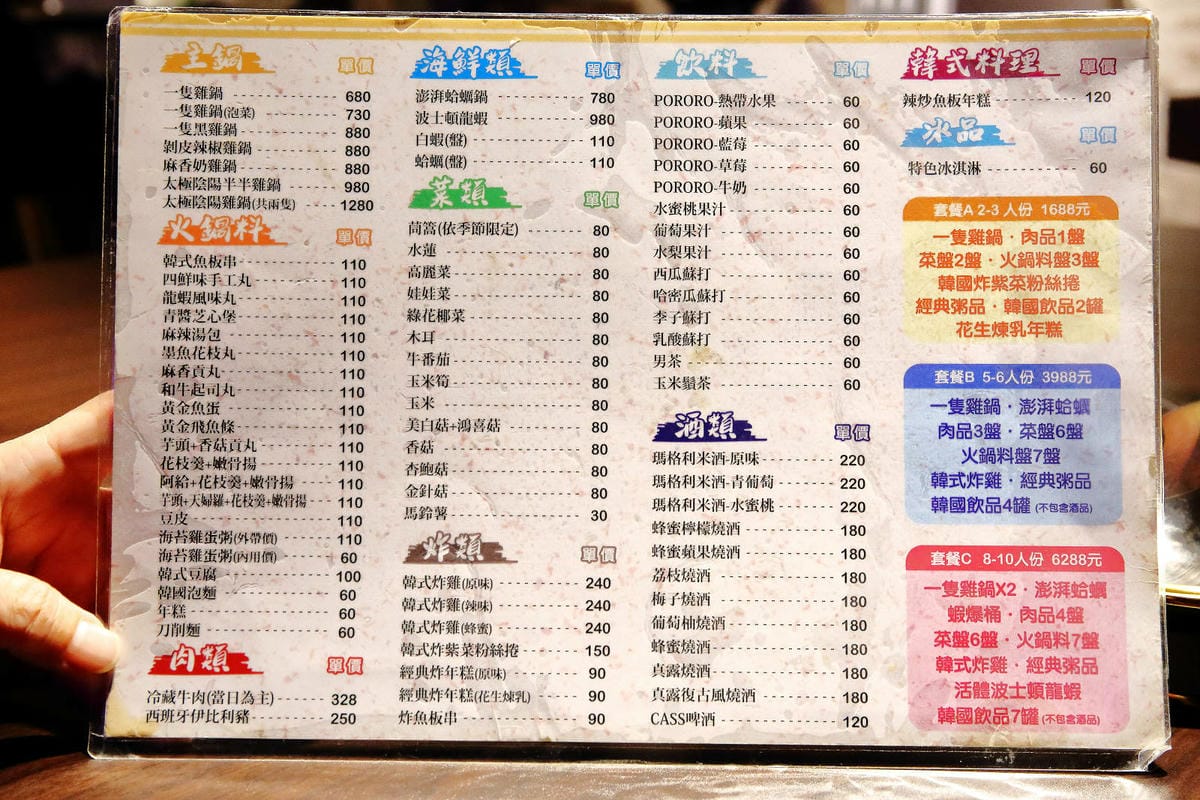 主鍋 單價
一隻雞鍋 680
一隻雞鍋(泡菜) 730
一隻黑雞鍋 880
剝皮辣椒雞鍋 880
麻香奶雞鍋 880
太極陰陽半半雞鍋 980
太極陰陽雞鍋(共兩隻) 1280
火鍋料 單價
韓式魚板串 110
四鮮味手工丸 110
龍蝦風味丸 110
青醬芝心堡 110
麻辣湯包 110
墨魚花枝丸 110
麻香貢丸 110
和牛起司丸 110
黃金魚蛋 110
黃金飛魚條 110
芋頭+香菇貢丸 110
花枝羹+嫩骨揚 110
阿給+花枝羹+嫩骨揚 110
芋頭+天婦羅+花枝羹+嫩骨揚 110
豆皮 110
海苔雞蛋粥(外帶價) 110
海苔雞蛋粥(內用價) 60
韓式豆腐 100
韓國泡麵 60
年糕 60
刀削麵 60
肉類 單價
冷藏牛肉(當日為主) 328
西班牙伊比利豬 250
海鮮類 單價
澎湃蛤蠣鍋 780
波士頓龍蝦 980
白蝦(盤) 110
蛤蠣(盤) 110
菜類 單價
茼蒿(依季節限定) 80
水蓮 80
高麗菜 80
娃娃菜 80
綠花椰菜 80
木耳 80
牛番茄 80
玉米筍 80
玉米 80
美白菇+鴻喜菇 80
香菇 80
杏鮑菇 80
金針菇 80
馬鈴薯 30
炸類 單價
韓式炸雞(原味) 240
韓式炸雞(辣味) 240
韓式炸雞(蜂蜜) 240
韓式炸紫菜粉絲捲 150
經典炸年糕(原味) 90
經典炸年糕(花生煉乳) 90
炸魚板串 90
飲料 單價
PORORO-熱帶水果 60
PORORO-蘋果 60
PORORO-藍莓 60
PORORO-草莓 60
PORORO-牛奶 60
水蜜桃果汁 60
葡萄果汁 60
水梨果汁 60
西瓜蘇打 60
哈密瓜蘇打 60
李子蘇打 60
乳酸蘇打 60
男茶 60
玉米鬚茶 60
酒類 單價
瑪格利米酒-原味 220
瑪格利米酒-青葡萄 220
瑪格利米酒-水蜜桃 220
蜂蜜檸檬燒酒 180
蜂蜜蘋果燒酒 180
荔枝燒酒 180
梅子燒酒 180
葡萄柚燒酒 180
蜂蜜燒酒 180
真露燒酒 180
真露復古風燒酒 180
CASS啤酒 120
韓式料理 單價
辣炒魚板年糕 120
冰品 單價
特色冰淇淋 60
套餐A 2-3 人份 1688元
一隻雞鍋·肉品1盤
菜盤2盤·火鍋料盤3盤
韓國炸紫菜粉絲捲
經典粥品·韓國飲品2罐
花生煉乳年糕
套餐B 5-6人份 3988元
一隻雞鍋·澎湃蛤蠣
肉品3盤·菜盤6盤
火鍋料盤7盤
韓式炸雞·經典粥品
韓國飲品4罐 (不包含酒品)
套餐C 8-10人份 6288元
一隻雞鍋X2·澎湃蛤蠣
蝦爆桶·肉品4盤
菜盤6盤·火鍋料7盤
韓式炸雞·經典粥品
活體波士頓龍蝦
韓國飲品7罐 (不包含酒品)